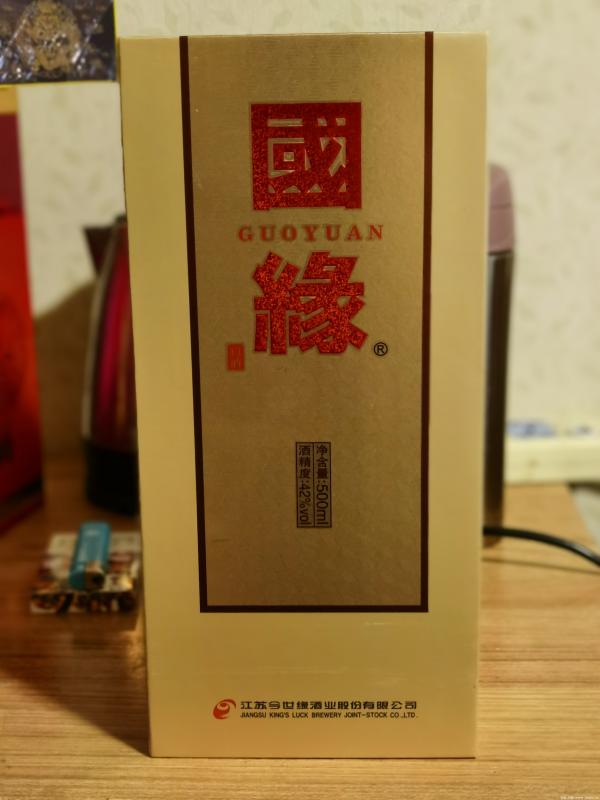 國
GUOYUAN
緣
®
净含量:500ml
酒精度:42%vol
江苏今世缘酒业股份有限公司
JIANGSU KING'S LUCK BREWERY JOINT-STOCK CO.,LTD.